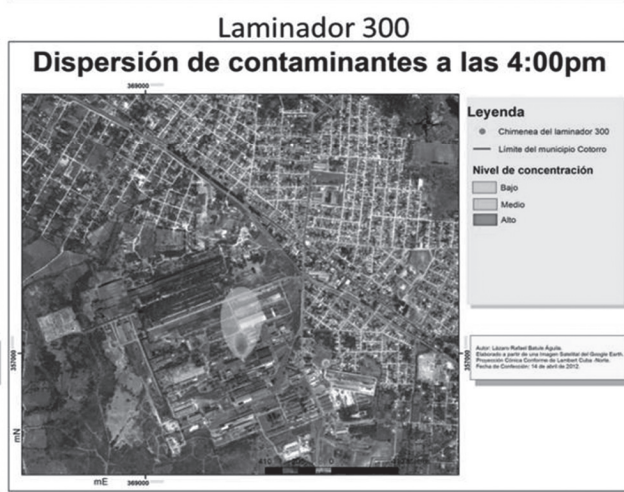 Laminador 300
Dispersión de contaminantes a las 4:00pm
369000
Leyenda
Chimenea del laminador 300
Límite del municipio Cotorro
Nivel de concentración
Bajo
Medio
Alto
357000
357000
Autor: Lázaro Rafael Batule Águila.
Elaborado a partir de una Imagen Satelital del Google Earth.
Proyección Cónica Conforme de Lambert Cuba -Norte.
Fecha de Confección: 14 de abril de 2012.
mN
mE
369000